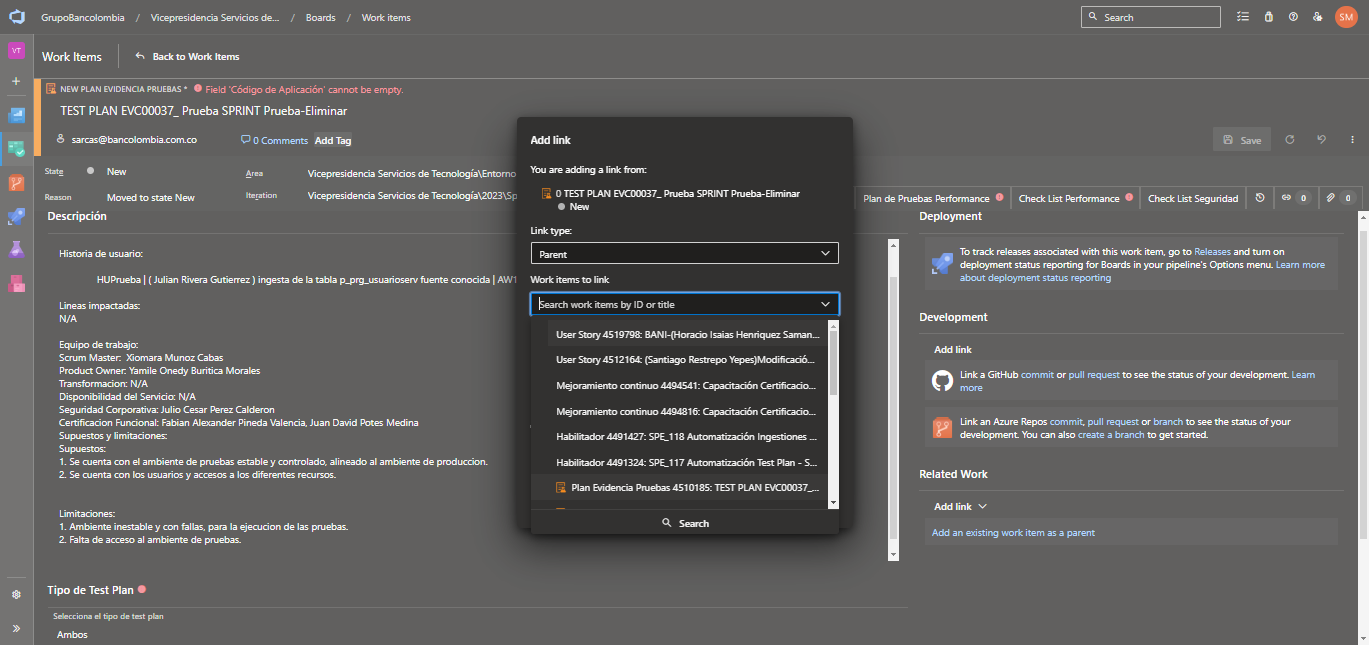 GrupoBancolombia / Vicepresidencia Servicios de... / Boards / Work items
Search
SM
VT
Work Items
Back to Work Items
NEW PLAN EVIDENCIA PRUEBAS * Field 'Código de Aplicación' cannot be empty.
TEST PLAN EVC00037_ Prueba SPRINT Prueba-Eliminar
sarcas@bancolombia.com.co
0 Comments
Add Tag
Save
State
New
Area
Vicepresidencia Servicios de Tecnología\Entorno
Reason
Moved to state New
Iteration
Vicepresidencia Servicios de Tecnología\2023\Sp
Plan de Pruebas Performance
Check List Performance
Check List Seguridad
0
0
Descripción
Historia de usuario:
HUPrueba | ( Julian Rivera Gutierrez ) ingesta de la tabla p_prg_usuarioserv fuente conocida | AW1
Lineas impactadas:
N/A
Equipo de trabajo:
Scrum Master: Xiomara Munoz Cabas
Product Owner: Yamile Onedy Buritica Morales
Transformacion: N/A
Disponibilidad del Servicio: N/A
Seguridad Corporativa: Julio Cesar Perez Calderon
Certificacion Funcional: Fabian Alexander Pineda Valencia, Juan David Potes Medina
Supuestos y limitaciones:
Supuestos:
1. Se cuenta con el ambiente de pruebas estable y controlado, alineado al ambiente de produccion.
2. Se cuenta con los usuarios y accesos a los diferentes recursos.
Limitaciones:
1. Ambiente inestable y con fallas, para la ejecucion de las pruebas.
2. Falta de acceso al ambiente de pruebas.
Tipo de Test Plan
Selecciona el tipo de test plan
Ambos
Add link
You are adding a link from:
0 TEST PLAN EVC00037_ Prueba SPRINT Prueba-Eliminar
New
Link type:
Parent
Work items to link
Search work items by ID or title
User Story 4519798: BANI-(Horacio Isaias Henriquez Saman...
User Story 4512164: (Santiago Restrepo Yepes)Modificació...
Mejoramiento continuo 4494541: Capacitación Certificacio...
Mejoramiento continuo 4494816: Capacitación Certificacio...
Habilitador 4491427: SPE_118 Automatización Ingestiones ...
Habilitador 4491324: SPE_117 Automatización Test Plan - S...
Plan Evidencia Pruebas 4510185: TEST PLAN EVC00037_...
Search
Deployment
To track releases associated with this work item, go to Releases and turn on
deployment status reporting for Boards in your pipeline's Options menu. Learn more
about deployment status reporting
Development
Add link
Link a GitHub commit or pull request to see the status of your development. Learn
more
Link an Azure Repos commit, pull request or branch to see the status of your
development. You can also create a branch to get started.
Related Work
Add link
Add an existing work item as a parent